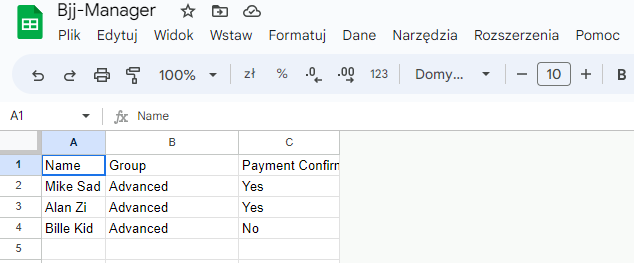 Bjj-Manager
Plik Edytuj Widok Wstaw Formatuj Dane Narzędzia Rozszerzenia Pomoc
100% zł % .0 .00 123 Domy... 10 B
A1 fx Name
A B C
1 Name Group Payment Confirm
2 Mike Sad Advanced Yes
3 Alan Zi Advanced Yes
4 Bille Kid Advanced No
5